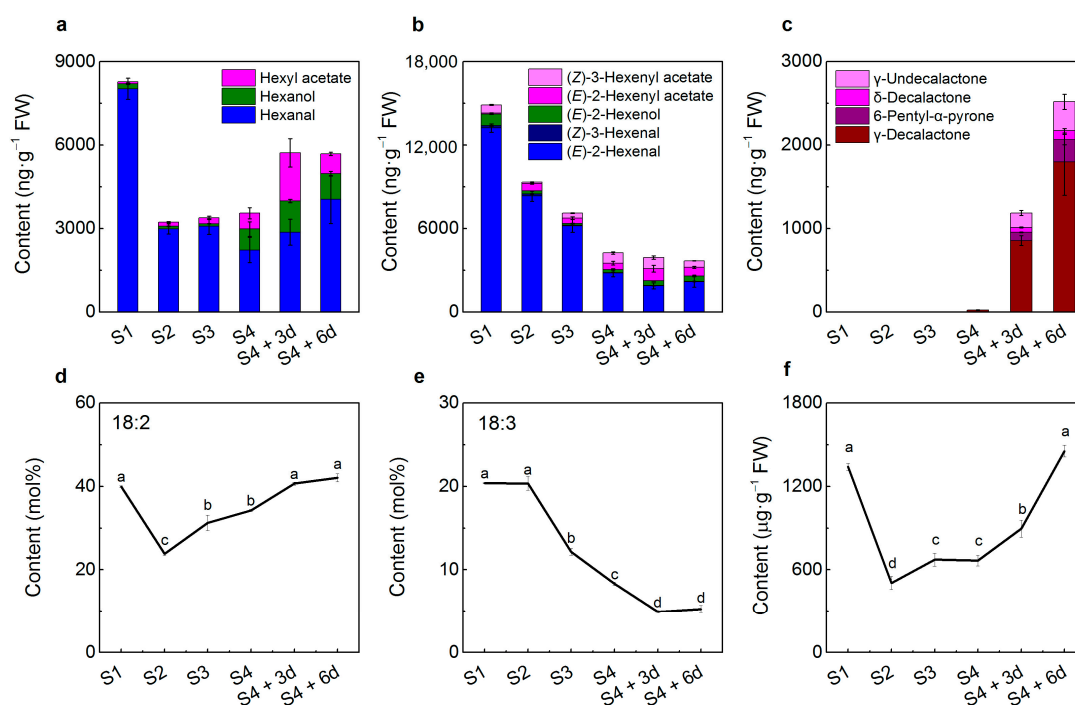 a
Content (ng·g⁻¹ FW)
9000
6000
3000
0
Hexyl acetate
Hexanol
Hexanal
S1
S2
S3
S4
S4 + 3d
S4 + 6d
b
Content (ng·g⁻¹ FW)
18,000
12,000
6000
0
(Z)-3-Hexenyl acetate
(E)-2-Hexenyl acetate
(E)-2-Hexenol
(Z)-3-Hexenal
(E)-2-Hexenal
S1
S2
S3
S4
S4 + 3d
S4 + 6d
c
Content (ng·g⁻¹ FW)
3000
2000
1000
0
γ-Undecalactone
δ-Decalactone
6-Pentyl-α-pyrone
γ-Decalactone
S1
S2
S3
S4
S4 + 3d
S4 + 6d
d
Content (mol%)
60
40
20
0
18:2
a
c
b
b
a
a
S1
S2
S3
S4
S4 + 3d
S4 + 6d
e
Content (mol%)
30
20
10
0
18:3
a
a
b
c
d
d
S1
S2
S3
S4
S4 + 3d
S4 + 6d
f
Content (μg·g⁻¹ FW)
1800
1200
600
0
a
d
c
c
b
a
S1
S2
S3
S4
S4 + 3d
S4 + 6d